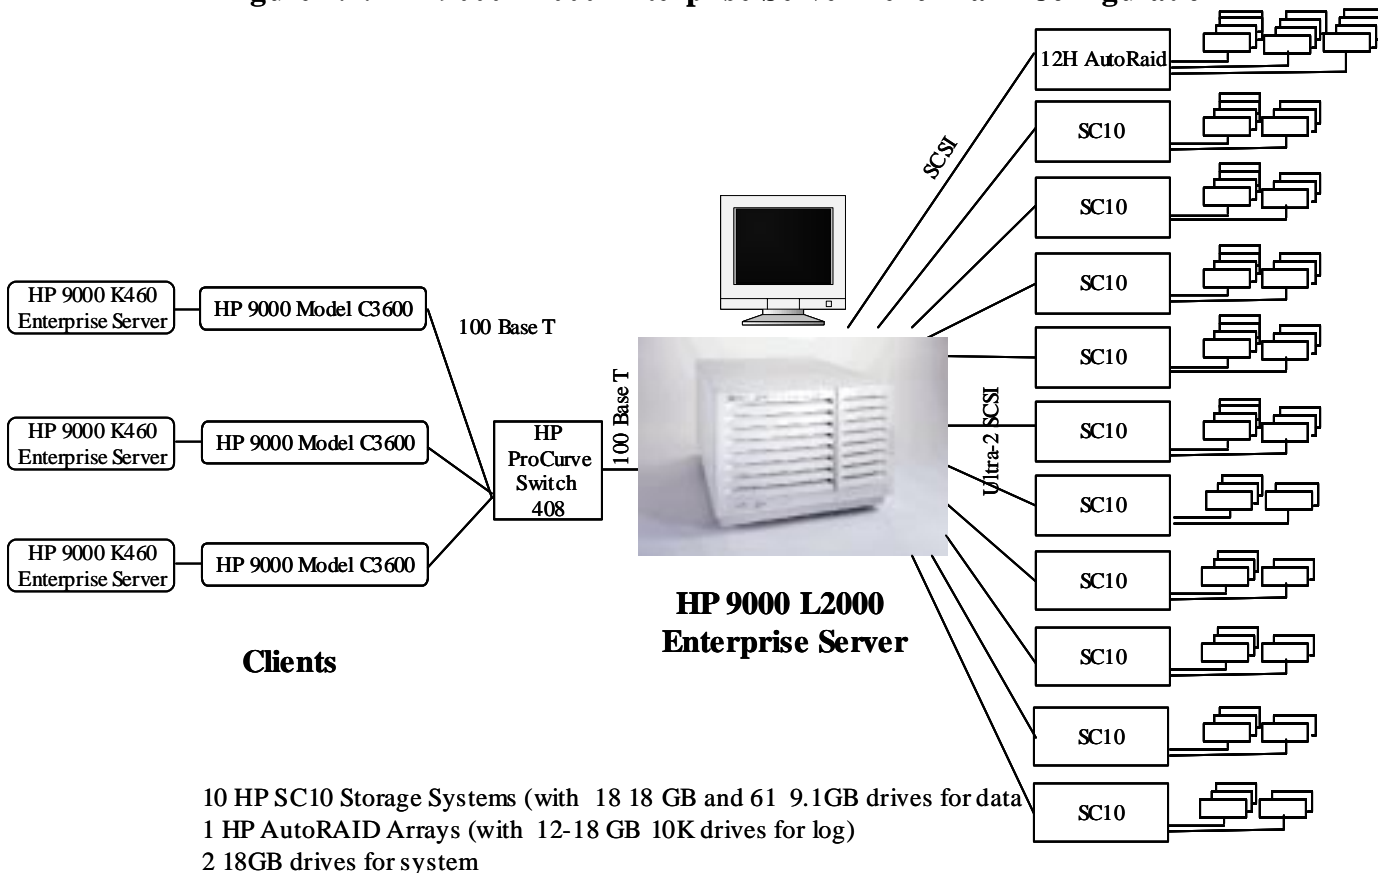 12H AutoRaid
SC10
SC10
SC10
SC10
SC10
SC10
SC10
SC10
SC10
SC10
SCSI
Ultra-2 SCSI
HP 9000 K460
Enterprise Server
HP 9000 Model C3600
100 Base T
HP 9000 K460
Enterprise Server
HP 9000 Model C3600
HP
ProCurve
Switch
408
100 Base T
HP 9000 K460
Enterprise Server
HP 9000 Model C3600
HP 9000 L2000
Enterprise Server
Clients
10 HP SC10 Storage Systems (with 18 18 GB and 61 9.1GB drives for data
1 HP AutoRAID Arrays (with 12-18 GB 10K drives for log)
2 18GB drives for system